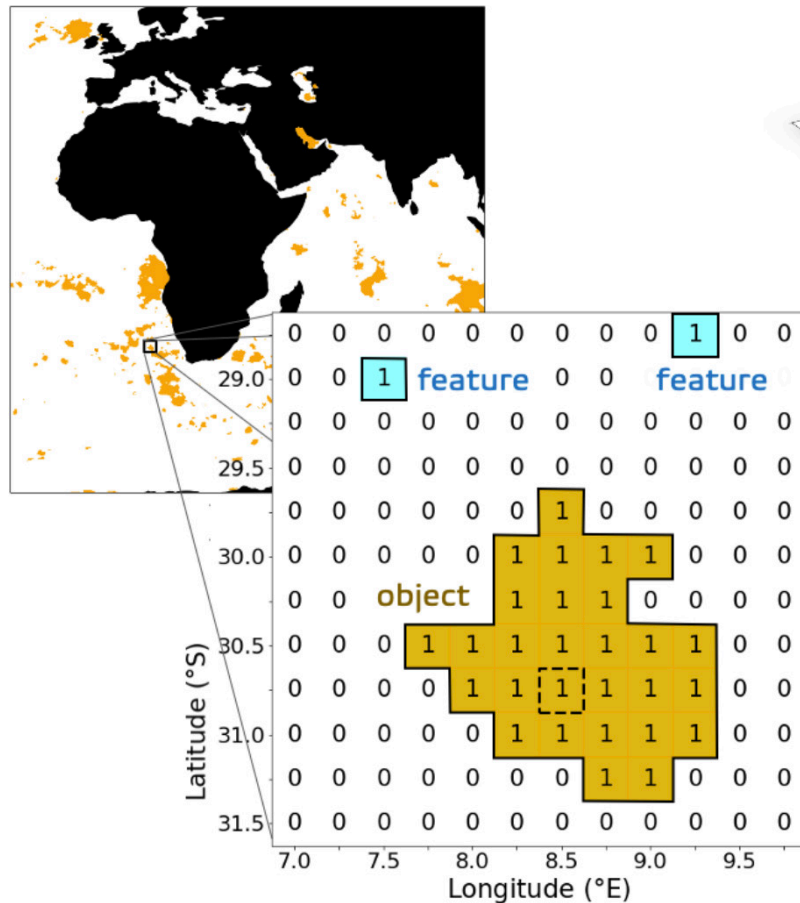 0 0 0 0 0 0 0 0 0 1 0 0
29.0 0 0 1 feature 0 0 feature
0 0 0 0 0 0 0 0 0 0 0 0
29.5 0 0 0 0 0 0 0 0 0 0 0 0
0 0 0 0 0 0 1 0 0 0 0 0
30.0 0 0 0 0 0 1 1 1 1 0 0 0
0 0 object 1 1 1 0 0 0 0
30.5 0 0 0 1 1 1 1 1 1 1 0 0
0 0 0 0 1 1 1 1 1 1 0 0
31.0 0 0 0 0 0 1 1 1 1 1 0 0
0 0 0 0 0 0 0 1 1 0 0 0
31.5 0 0 0 0 0 0 0 0 0 0 0 0
Latitude (°S)
7.0 7.5 8.0 8.5 9.0 9.5
Longitude (°E)